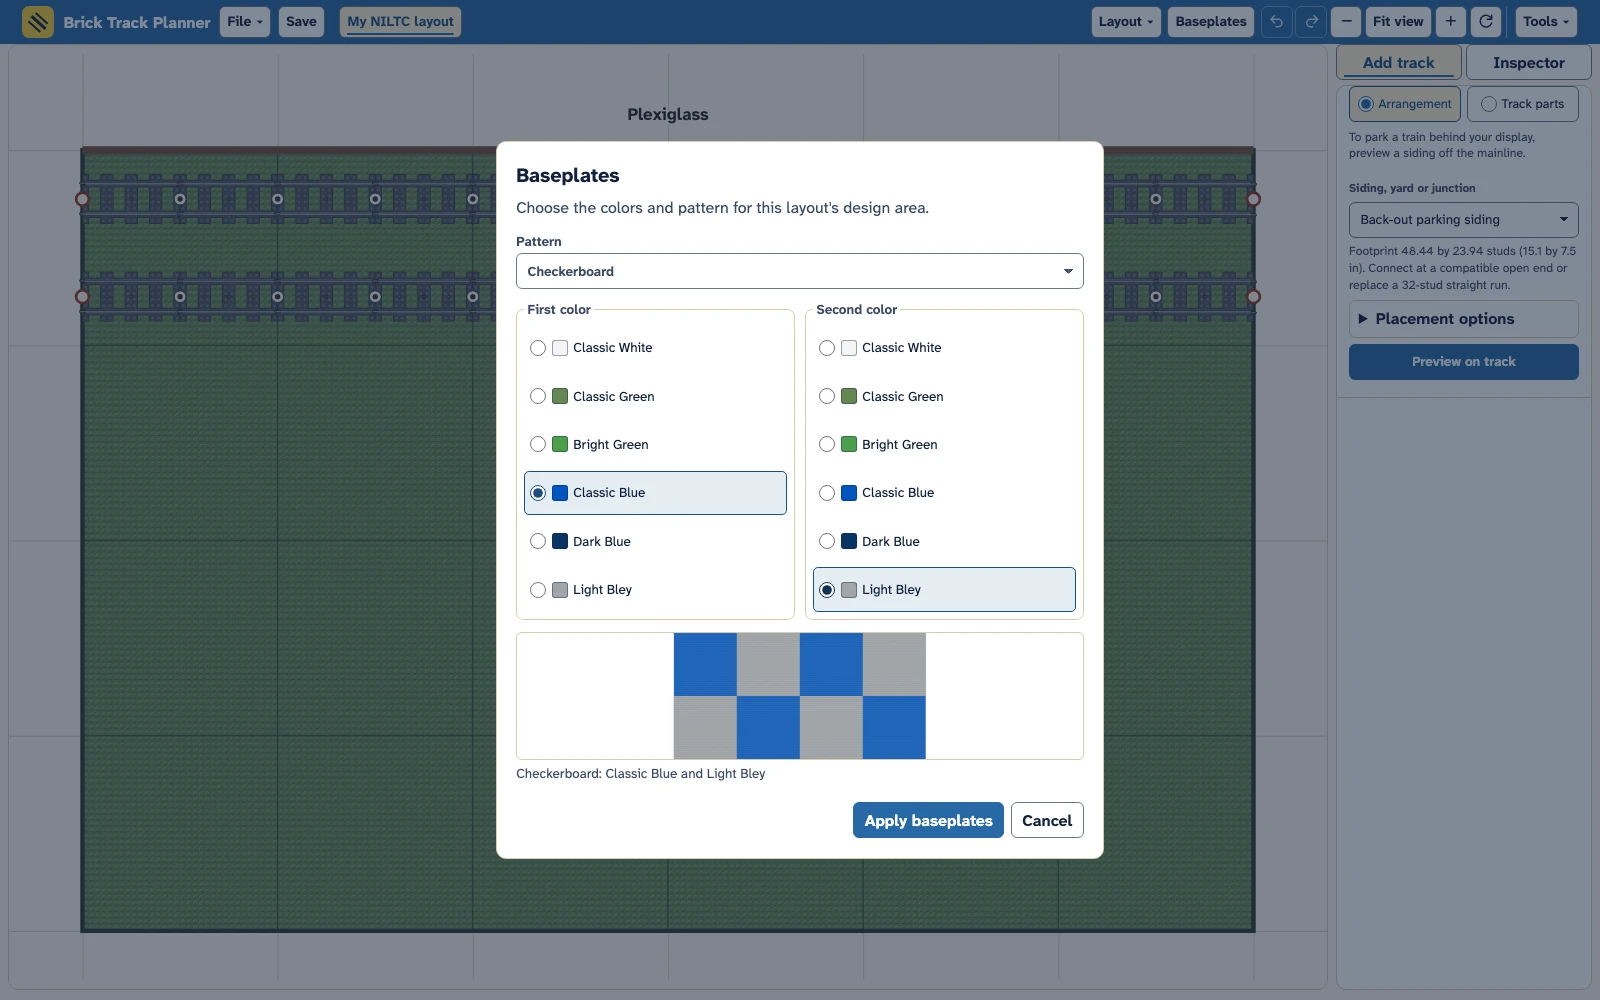 Brick Track Planner
File
Save
My NILTC layout
Layout
Baseplates
Fit view
Tools
Add track
Inspector
Arrangement
Track parts
To park a train behind your display,
preview a siding off the mainline.
Siding, yard or junction
Back-out parking siding
Footprint 48.44 by 23.94 studs (15.1 by 7.5
in). Connect at a compatible open end or
replace a 32-stud straight run.
Placement options
Preview on track
Plexiglass
Baseplates
Choose the colors and pattern for this layout's design area.
Pattern
Checkerboard
First color
Classic White
Classic Green
Bright Green
Classic Blue
Dark Blue
Light Bley
Second color
Classic White
Classic Green
Bright Green
Classic Blue
Dark Blue
Light Bley
Checkerboard: Classic Blue and Light Bley
Apply baseplates
Cancel